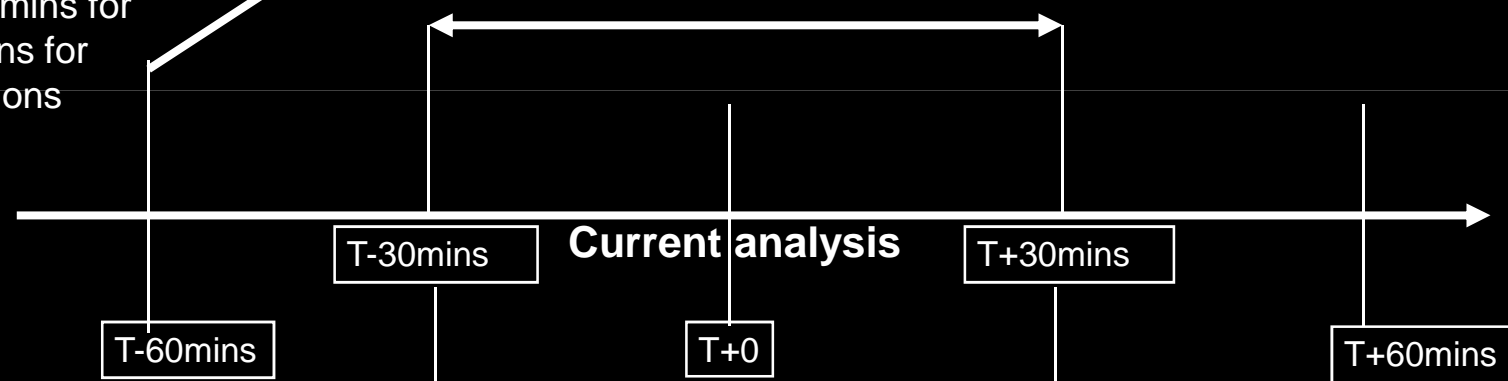 mins for
ns for
ons
T-30mins
Current analysis
T+30mins
T-60mins
T+0
T+60mins